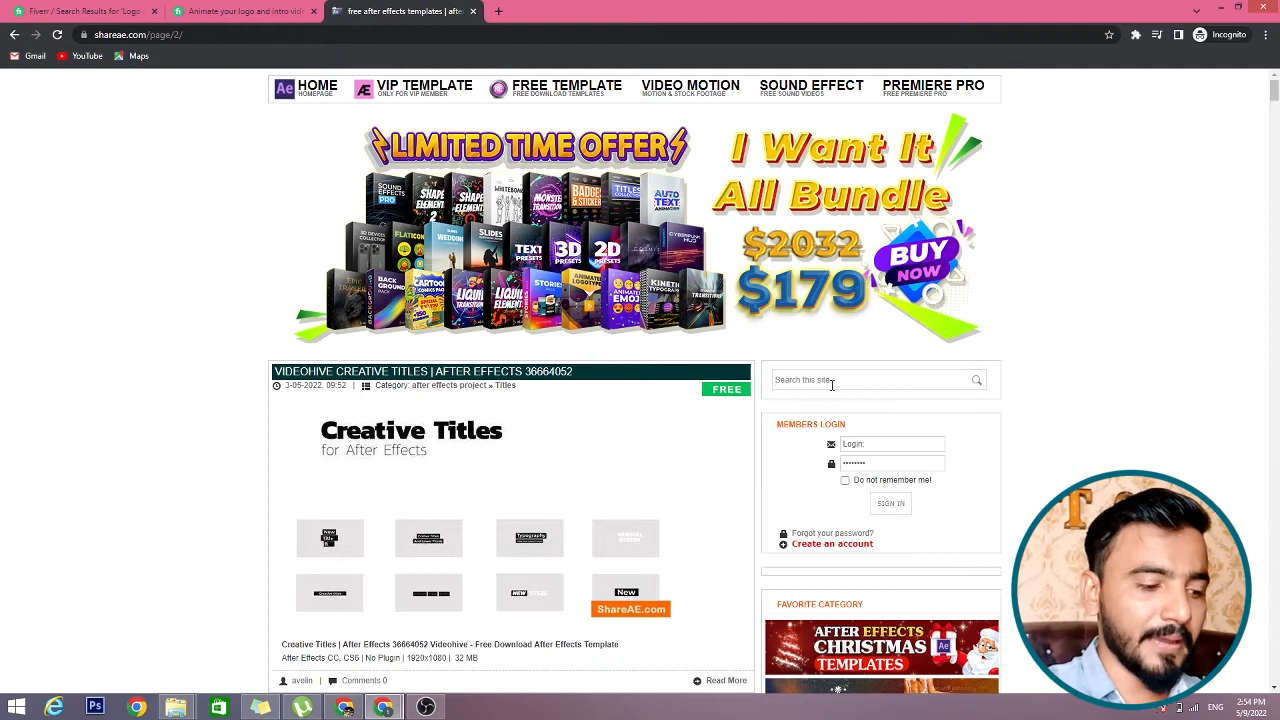 Fiverr / Search Results for 'Logo
Animate your logo and intro video
free after effects templates | afte
shareae.com/page/2/
Incognito
Gmail
YouTube
Maps
HOME
HOMEPAGE
VIP TEMPLATE
ONLY FOR VIP MEMBER
FREE TEMPLATE
FREE DOWNLOAD TEMPLATES
VIDEO MOTION
MOTION & STOCK FOOTAGE
SOUND EFFECT
FREE SOUND VIDEOS
PREMIERE PRO
FREE PREMIERE PRO
LIMITED TIME OFFER
I Want It
All Bundle
$2032
$179
BUY
NOW
VIDEOHIVE CREATIVE TITLES | AFTER EFFECTS 36664052
3-05-2022, 09:52 | Category: after effects project » Titles
FREE
Creative Titles
for After Effects
ShareAE.com
Creative Titles | After Effects 36664052 Videohive - Free Download After Effects Template
After Effects CC, CS6 | No Plugin | 1920x1080 | 32 MB
avelin | Comments 0
Read More
Search this site..
MEMBERS LOGIN
Login:
Do not remember me!
SIGN IN
Forgot your password?
Create an account
FAVORITE CATEGORY
AFTER EFFECTS
CHRISTMAS
TEMPLATES
ENG
2:54 PM
5/9/2022